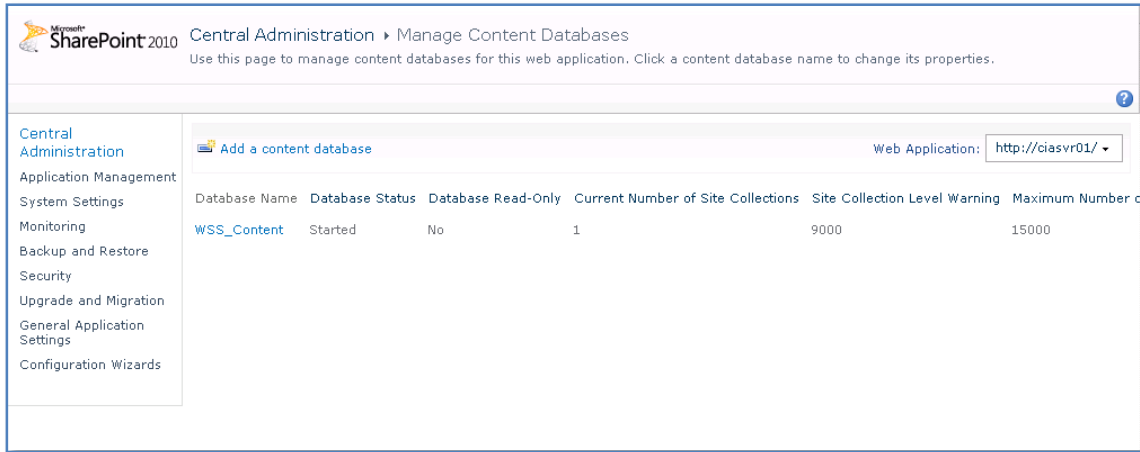 Microsoft®
SharePoint 2010
Central Administration ▸ Manage Content Databases
Use this page to manage content databases for this web application. Click a content database name to change its properties.
?
Central
Administration
Application Management
System Settings
Monitoring
Backup and Restore
Security
Upgrade and Migration
General Application
Settings
Configuration Wizards
Add a content database
Web Application: http://ciasvr01/
Database Name Database Status Database Read-Only Current Number of Site Collections Site Collection Level Warning Maximum Number
WSS_Content Started No 1 9000 15000